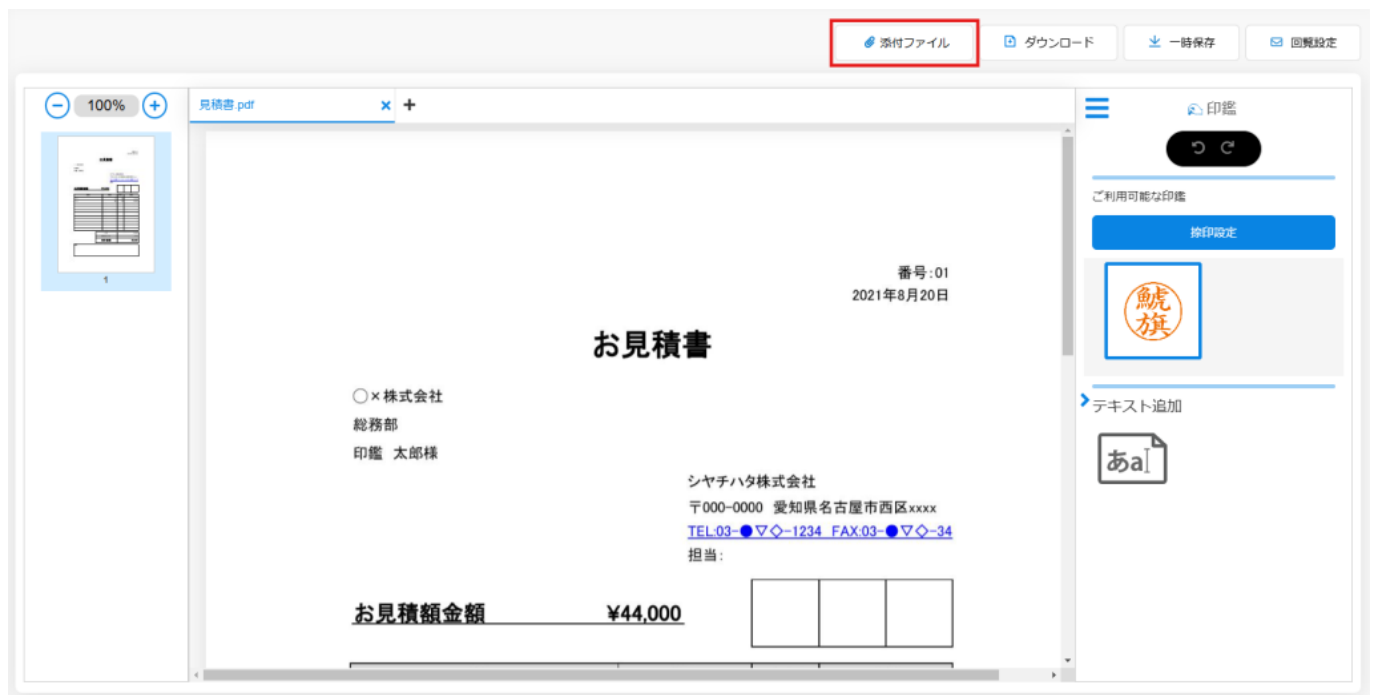 添付ファイル
ダウンロード
一時保存
回覧設定
100%
見積書.pdf
×
+
1
番号:01
2021年8月20日
お見積書
〇×株式会社
総務部
印鑑 太郎様
シヤチハタ株式会社
〒000-0000 愛知県名古屋市西区xxxx
TEL:03-●▽◇-1234 FAX:03-●▽◇-34
担当:
お見積額金額 ¥44,000
印鑑
ご利用可能な印鑑
捺印設定
鯱旗
テキスト追加
あa